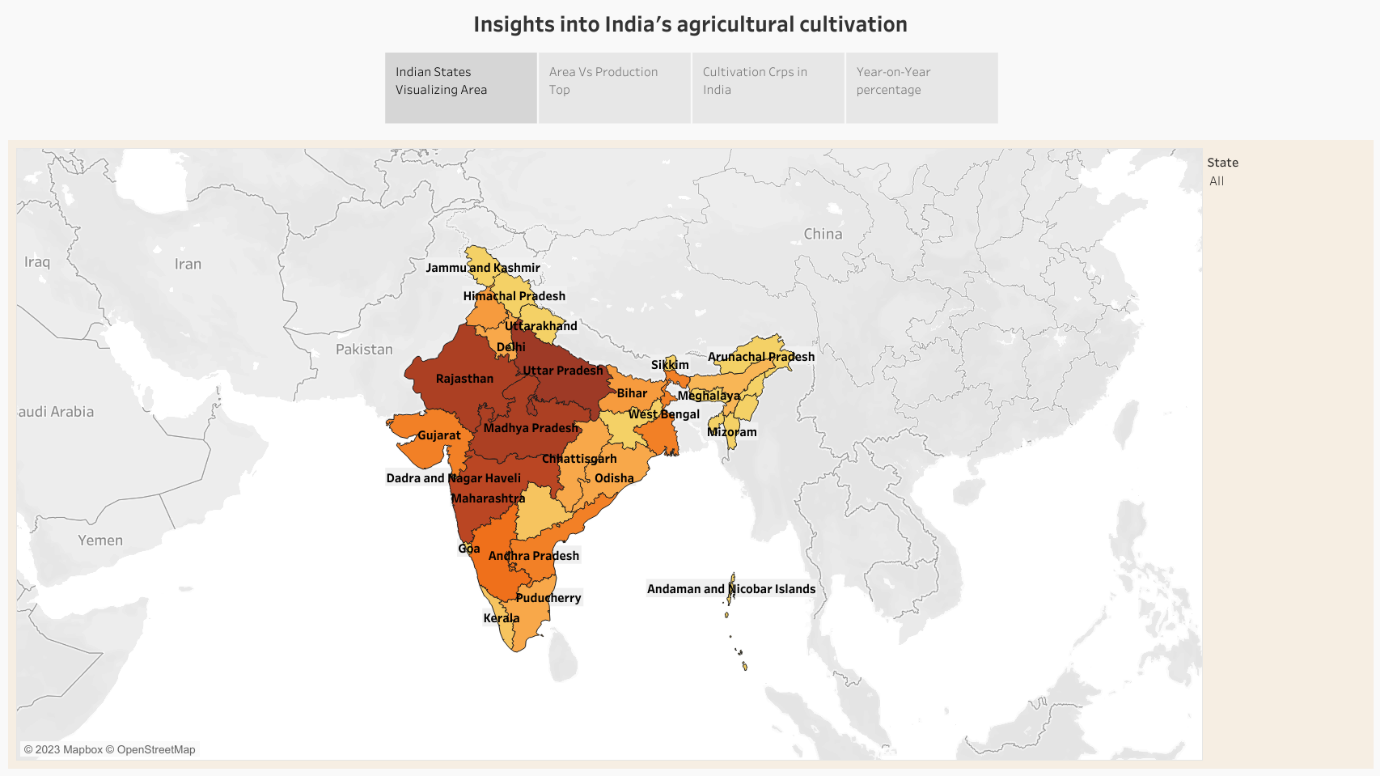 Insights into India's agricultural cultivation
Indian States
Visualizing Area
Area Vs Production
Top
Cultivation Crps in
India
Year-on-Year
percentage
State
All
China
Iraq
Iran
Jammu and Kashmir
Himachal Pradesh
Uttarakhand
Pakistan
Delhi
Arunachal Pradesh
Sikkim
Uttar Pradesh
Rajasthan
Bihar
Meghalaya
audi Arabia
West Bengal
Madhya Pradesh
Mizoram
Gujarat
Chhattisgarh
Dadra and Nagar Haveli
Odisha
Maharashtra
Yemen
Goa
Andhra Pradesh
Andaman and Nicobar Islands
Puducherry
Kerala
© 2023 Mapbox © OpenStreetMap